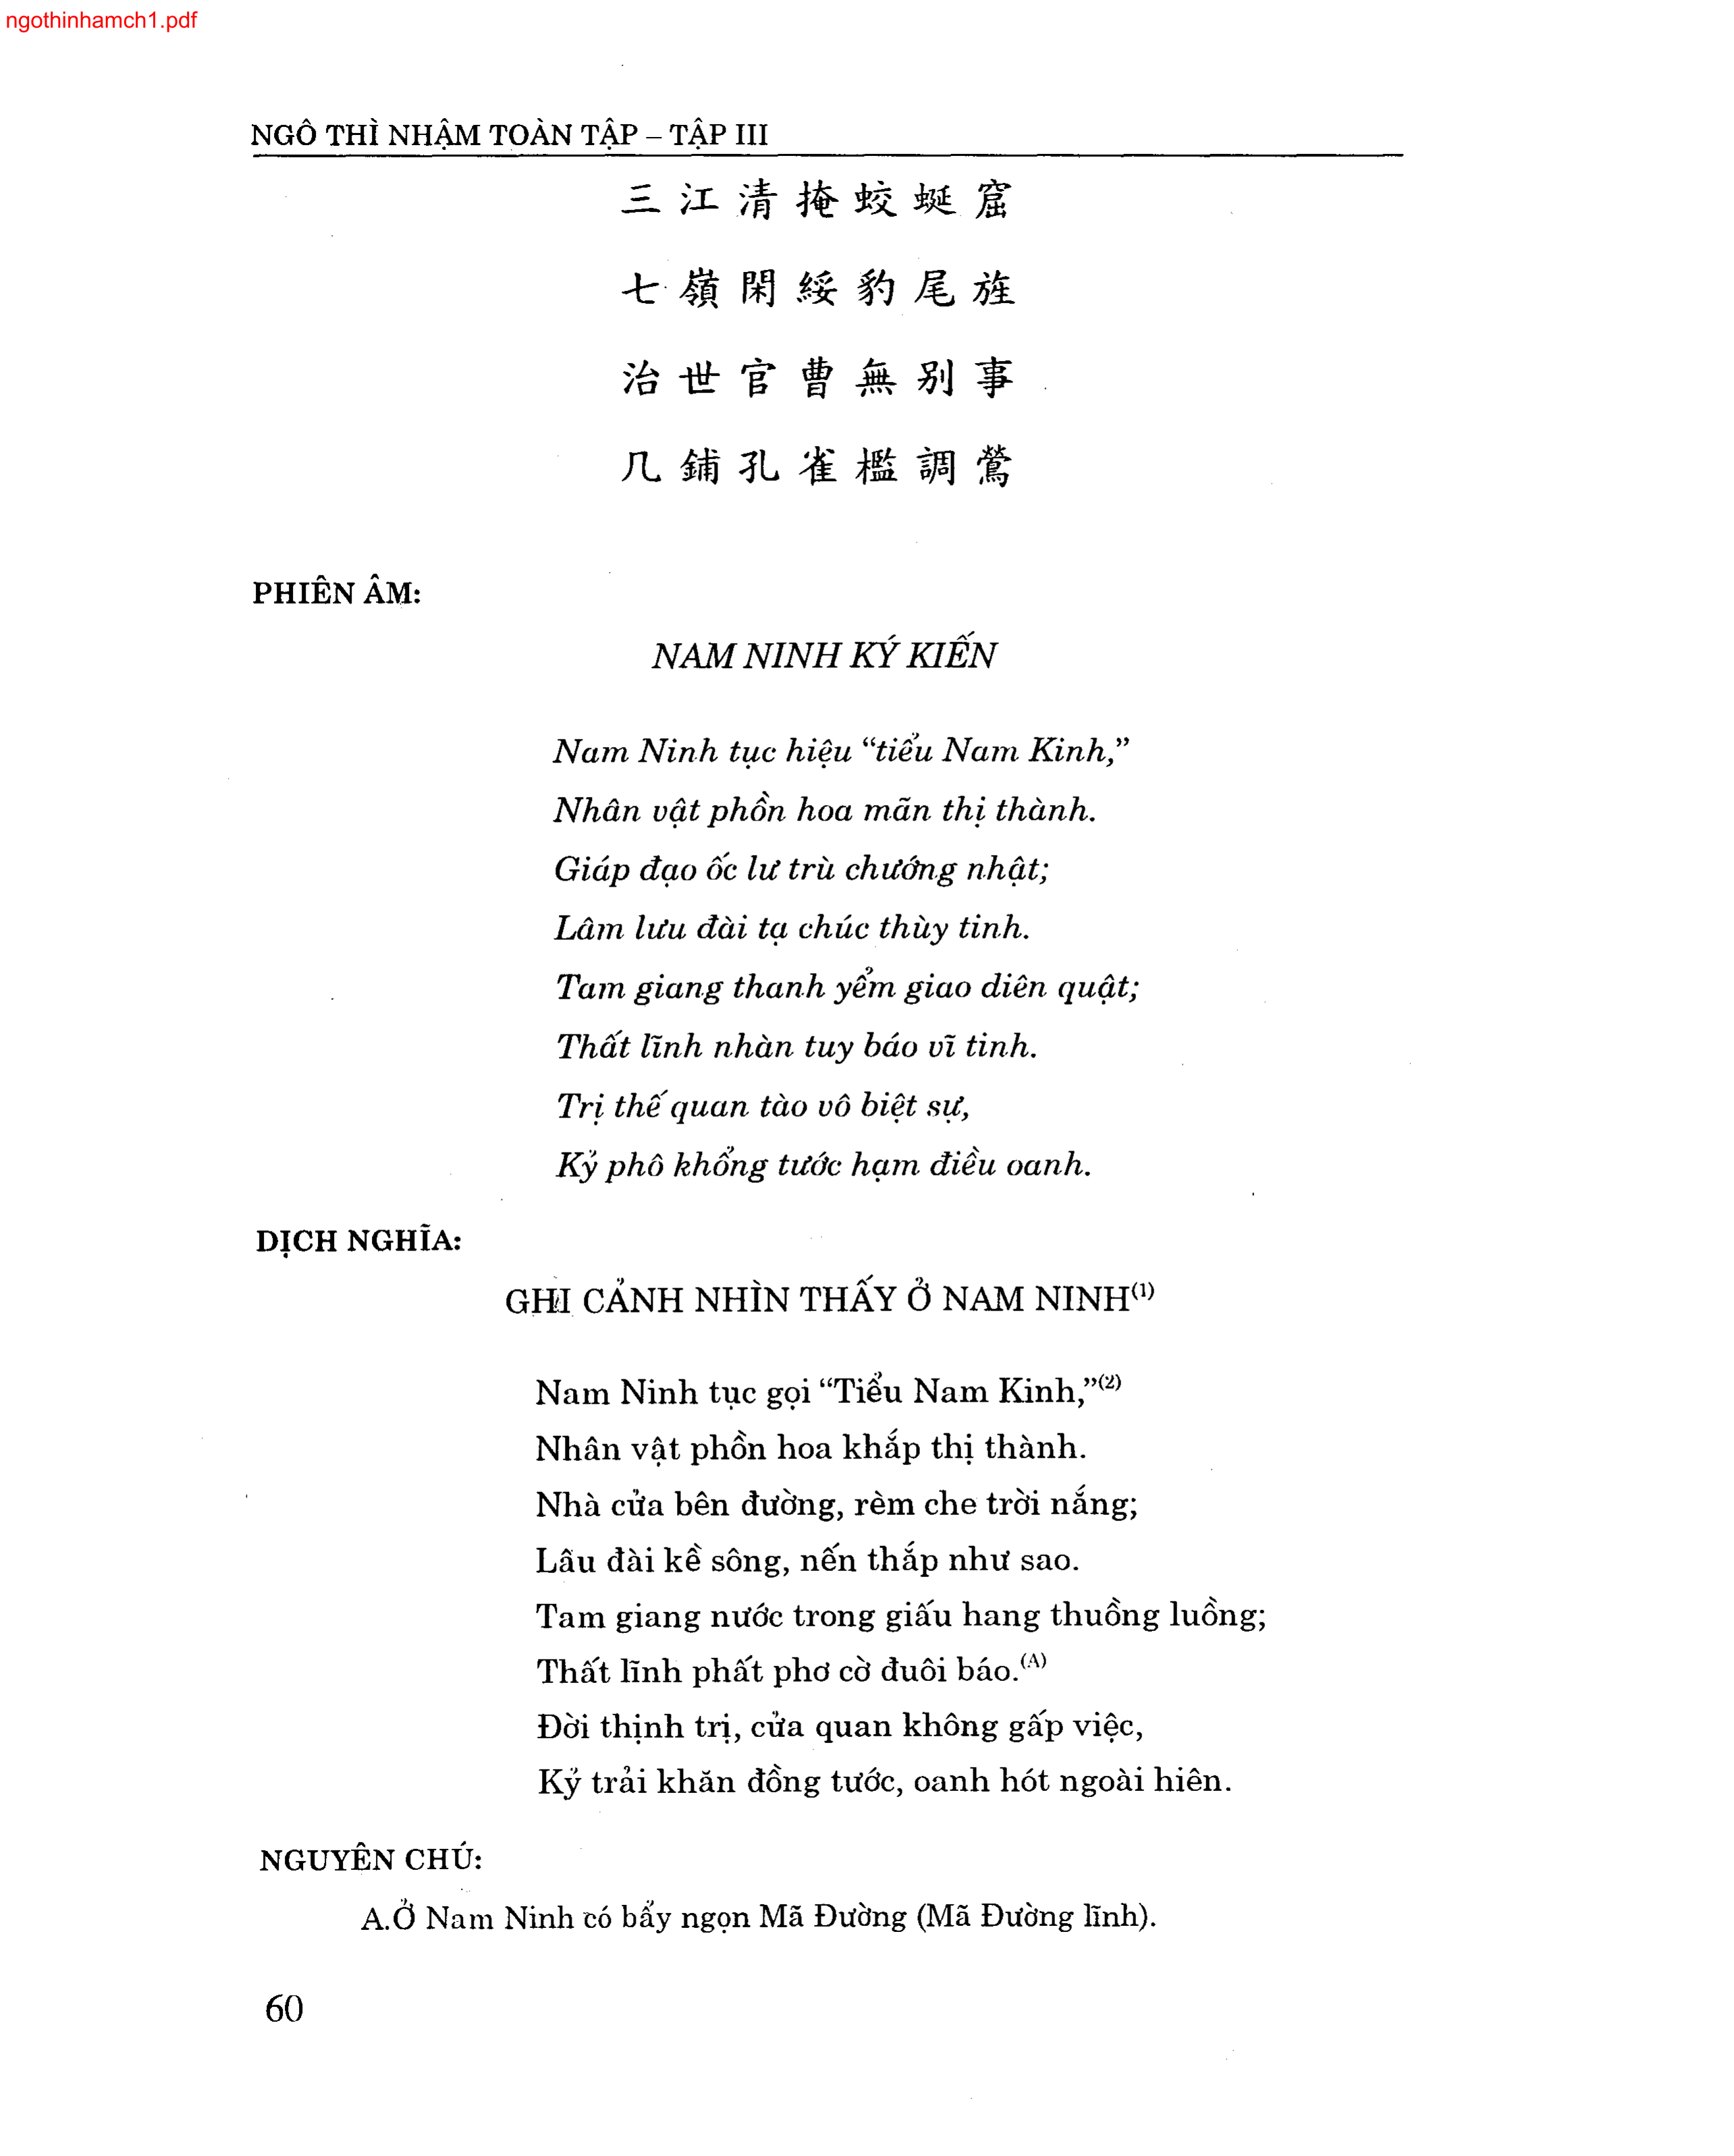 ngothinhamch1.pdf
NGÔ THÌ NHẬM TOÀN TẬP – TẬP III
三江清掩蛟蜒窟
七嶺閑綏豹尾旌
治世官曹無別事
几鋪孔雀檻調鶯
PHIÊN ÂM:
NAM NINH KÝ KIẾN
Nam Ninh tục hiệu “tiểu Nam Kinh,”
Nhân vật phồn hoa mãn thị thành.
Giáp đạo ốc lư trù chướng nhật;
Lâm lưu đài tạ chúc thùy tinh.
Tam giang thanh yểm giao diên quật;
Thất lĩnh nhàn tuy báo vĩ tinh.
Trị thế quan tào vô biệt sự,
Kỷ phô khổng tước hạm điều oanh.
DỊCH NGHĨA:
GHI CẢNH NHÌN THẤY Ở NAM NINH(1)
Nam Ninh tục gọi “Tiểu Nam Kinh,”(2)
Nhân vật phồn hoa khắp thị thành.
Nhà cửa bên đường, rèm che trời nắng;
Lâu đài kề sông, nến thắp như sao.
Tam giang nước trong giấu hang thuồng luồng;
Thất lĩnh phất phơ cờ đuôi báo.(A)
Đời thịnh trị, cửa quan không gấp việc,
Kỷ trải khăn đồng tước, oanh hót ngoài hiên.
NGUYÊN CHÚ:
A.Ở Nam Ninh có bẩy ngọn Mã Đường (Mã Đường lĩnh).
60